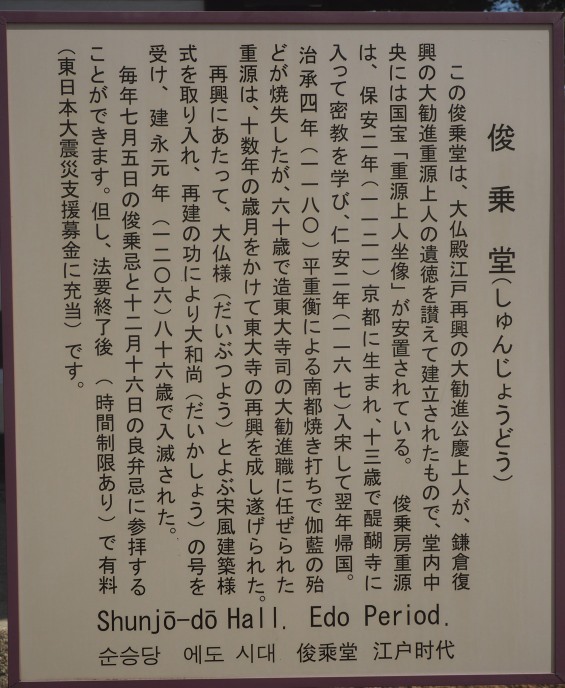 俊乗堂(しゅんじょうどう)
この俊乗堂は、大仏殿江戸再興の大勧進公慶上人が、鎌倉復
興の大勧進重源上人の遺徳を讃えて建立されたもので、堂内中
央には国宝「重源上人坐像」が安置されている。　俊乗房重源
は、保安二年(一一二一)京都に生まれ、十三歳で醍醐寺に
入って密教を学び、仁安二年(一一六七)入宋して翌年帰国。
治承四年(一一八〇)平重衡による南都焼き打ちで伽藍の殆
どが焼失したが、六十歳で造東大寺司の大勧進職に任ぜられた
重源は、十数年の歳月をかけて東大寺の再興を成し遂げられた。
再興にあたって、大仏様(だいぶつよう)とよぶ宋風建築様
式を取り入れ、再建の功により大和尚(だいかしょう)の号を
受け、建永元年(一二〇六)八十六歳で入滅された。
毎年七月五日の俊乗忌と十二月十六日の良弁忌に参拝する
ことができます。但し、法要終了後　(時間制限あり)で有料
(東日本大震災支援募金に充当)です。
Shunjō-dō Hall. Edo Period.
순승당　에도 시대　俊乘堂　江户时代